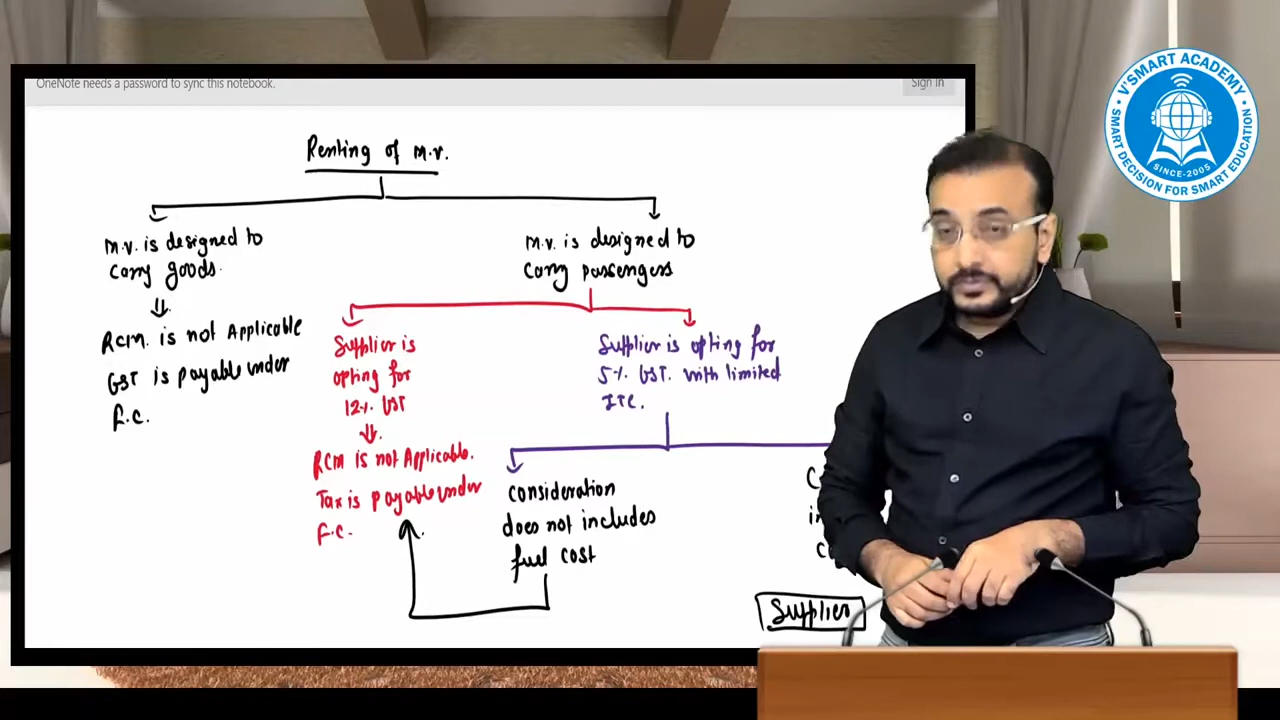 OneNote needs a password to sync this notebook.
Sign In
V'SMART ACADEMY
SMART DECISION FOR SMART EDUCATION
SINCE-2005
Renting of M.V.
M.V. is designed to
carry goods.
RCM. is not Applicable
GST is payable under
F.C.
M.V. is designed to
carry passengers
Supplier is
opting for
12% GST
RCM is not Applicable.
Tax is payable under
F.C.
Supplier is opting for
5% GST. with limited
ITC.
consideration
does not includes
fuel cost
Supplier